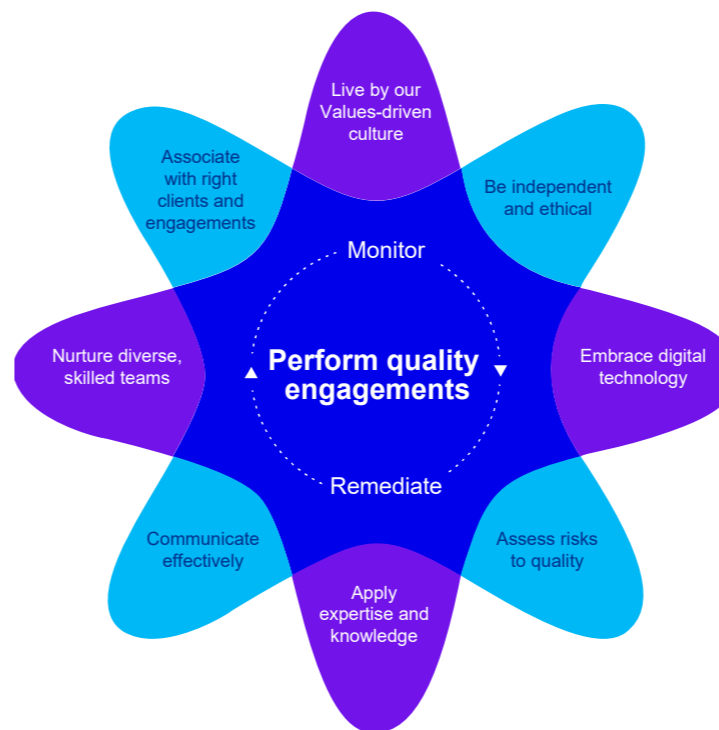 Live by our
Values-driven
culture
Be independent
and ethical
Embrace digital
technology
Assess risks
to quality
Apply
expertise and
knowledge
Communicate
effectively
Nurture diverse,
skilled teams
Associate
with right
clients and
engagements
Monitor
Perform quality
engagements
Remediate